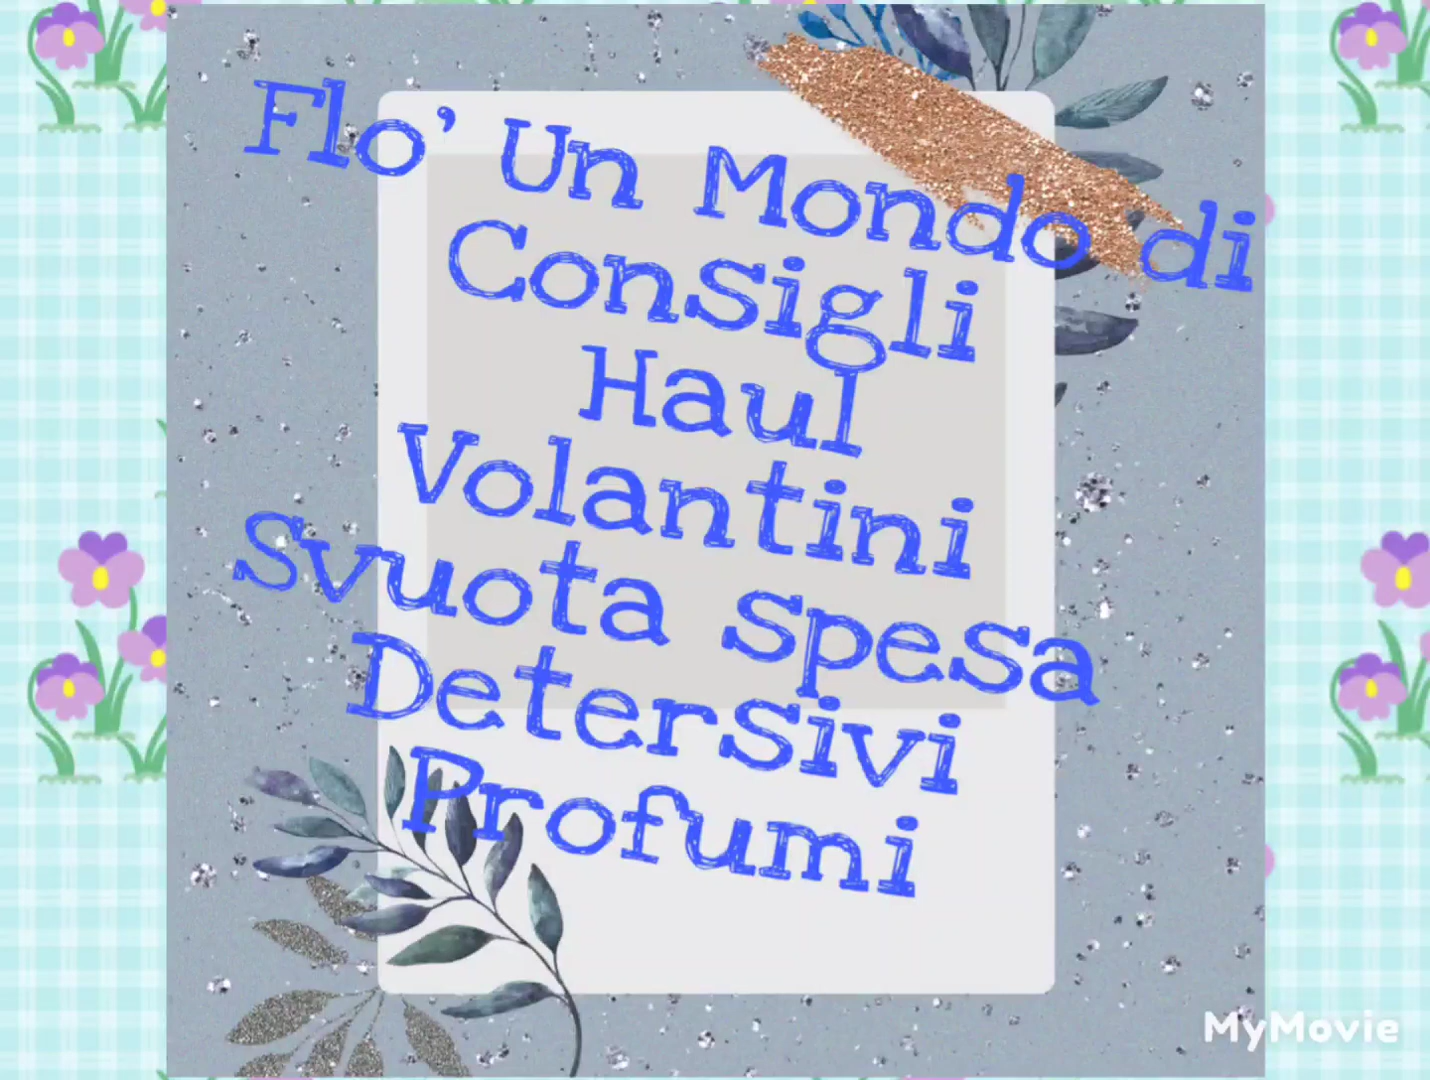 Flo' Un Mondo di
Consigli
Haul
Volantini
Svuota spesa
Detersivi
Profumi
MyMovie